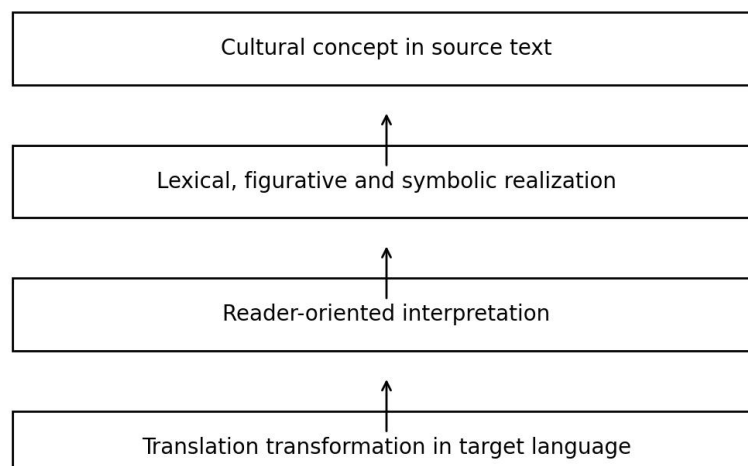 Cultural concept in source text
Lexical, figurative and symbolic realization
Reader-oriented interpretation
Translation transformation in target language